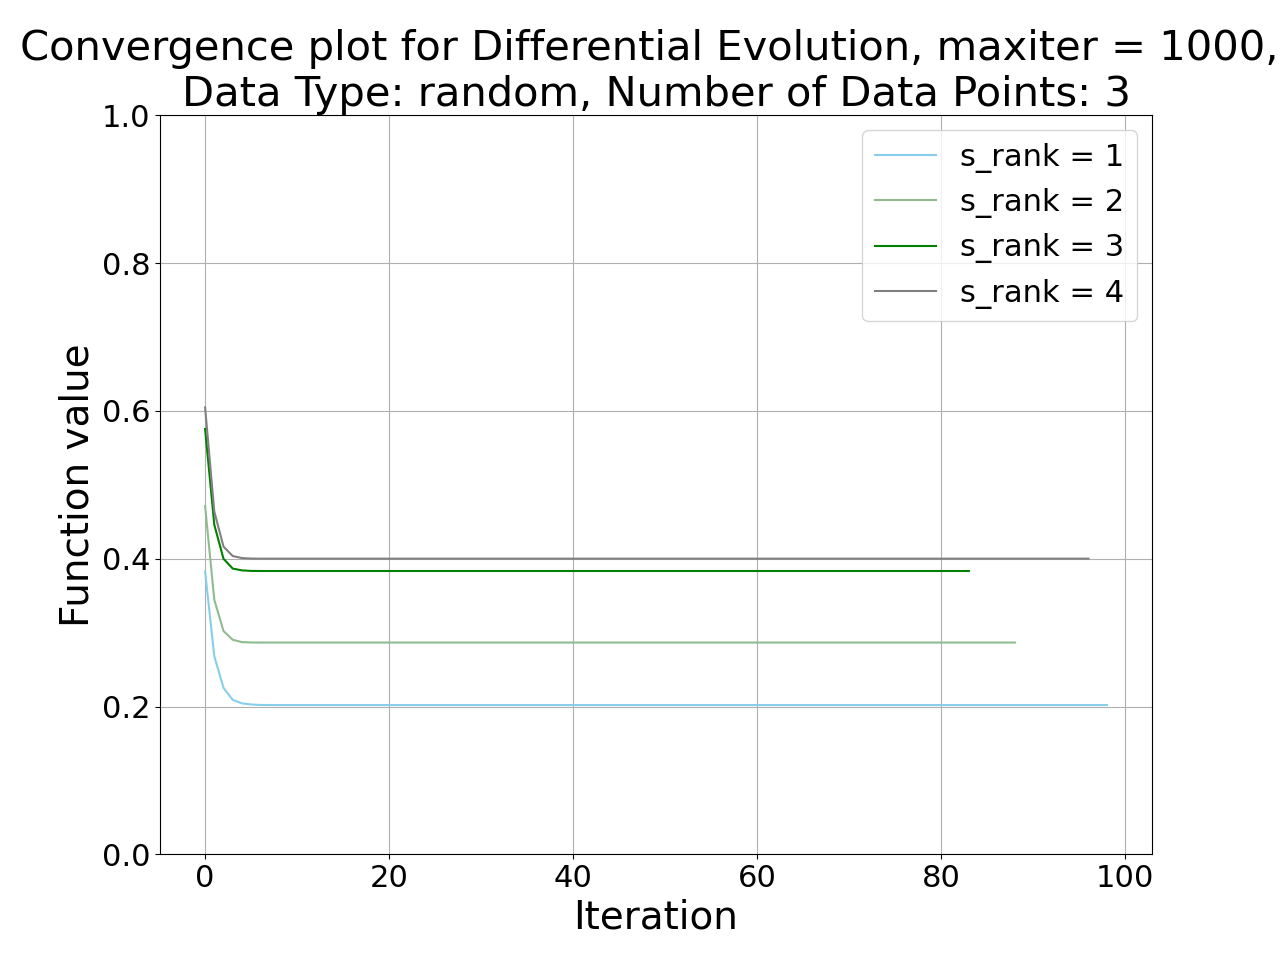 Convergence plot for Differential Evolution, maxiter = 1000,
Data Type: random, Number of Data Points: 3
1.0
0.8
0.6
0.4
0.2
0.0
Function value
s_rank = 1
s_rank = 2
s_rank = 3
s_rank = 4
0 20 40 60 80 100
Iteration